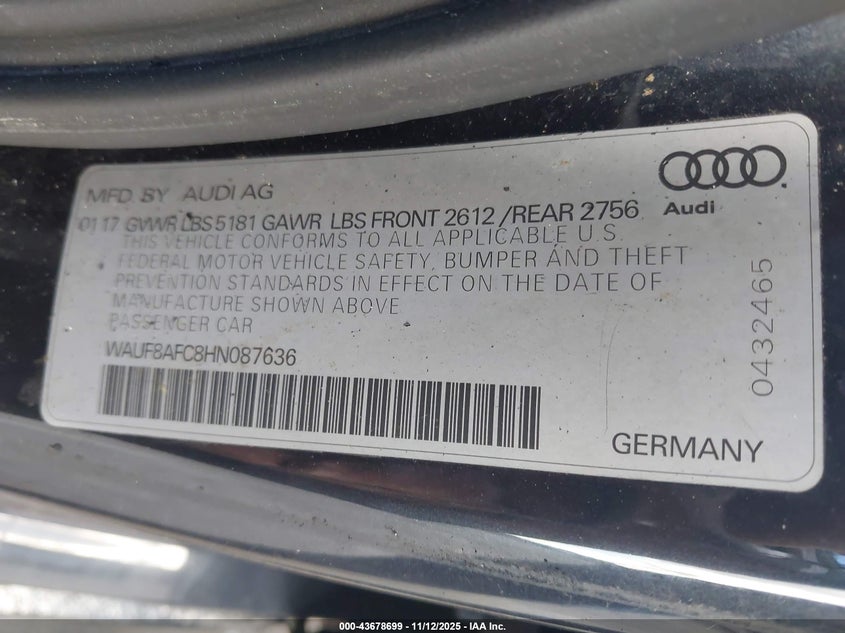 MFD BY AUDI AG
01 17 GVWR LBS 5181 GAWR LBS FRONT 2612 /REAR 2756
Audi
THIS VEHICLE CONFORMS TO ALL APPLICABLE U.S.
FEDERAL MOTOR VEHICLE SAFETY, BUMPER AND THEFT
PREVENTION STANDARDS IN EFFECT ON THE DATE OF
MANUFACTURE SHOWN ABOVE
PASSENGER CAR
WAUF8AFC8HN087636
0432465
GERMANY
000-43678699 - 11/12/2025 - IAA Inc.